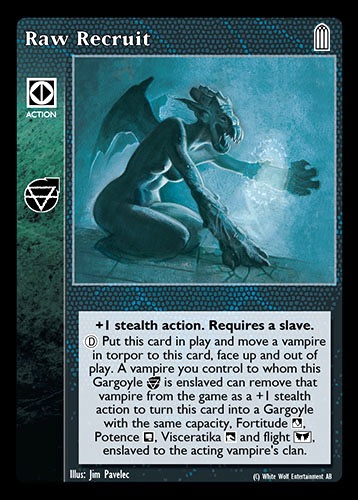 Raw Recruit
ACTION
+1 stealth action. Requires a slave.
D Put this card in play and move a vampire
in torpor to this card, face up and out of
play. A vampire you control to whom this
Gargoyle is enslaved can remove that
vampire from the game as a +1 stealth
action to turn this card into a Gargoyle
with the same capacity, Fortitude ,
Potence , Visceratika and flight ,
enslaved to the acting vampire's clan.
Illus: Jim Pavelec
(C) White Wolf Entertainment AB